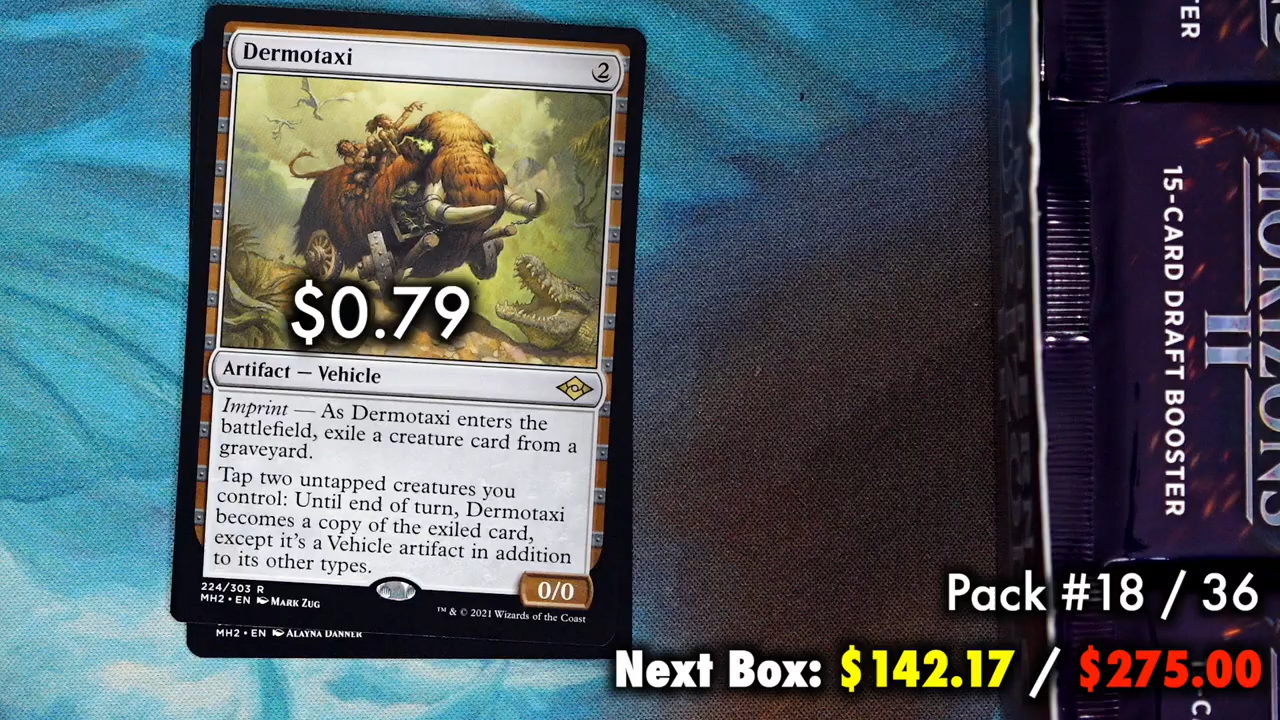 Dermotaxi
2
$0.79
Artifact — Vehicle
Imprint — As Dermotaxi enters the
battlefield, exile a creature card from a
graveyard.
Tap two untapped creatures you
control: Until end of turn, Dermotaxi
becomes a copy of the exiled card,
except it's a Vehicle artifact in addition
to its other types.
0/0
224/303 R
MH2 • EN MARK ZUG
™ & © 2021 Wizards of the Coast
MH2 • EN ALAYNA DANNER
HORIZONS
II
15-CARD DRAFT BOOSTER
Pack #18 / 36
Next Box: $142.17 / $275.00